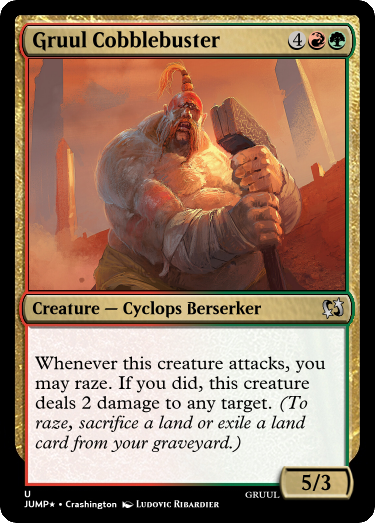 Gruul Cobblebuster 4
Creature — Cyclops Berserker
Whenever this creature attacks, you
may raze. If you did, this creature
deals 2 damage to any target. (To
raze, sacrifice a land or exile a land
card from your graveyard.)
5/3
U
GRUUL
JUMP★ • Crashington Ludovic Ribardier